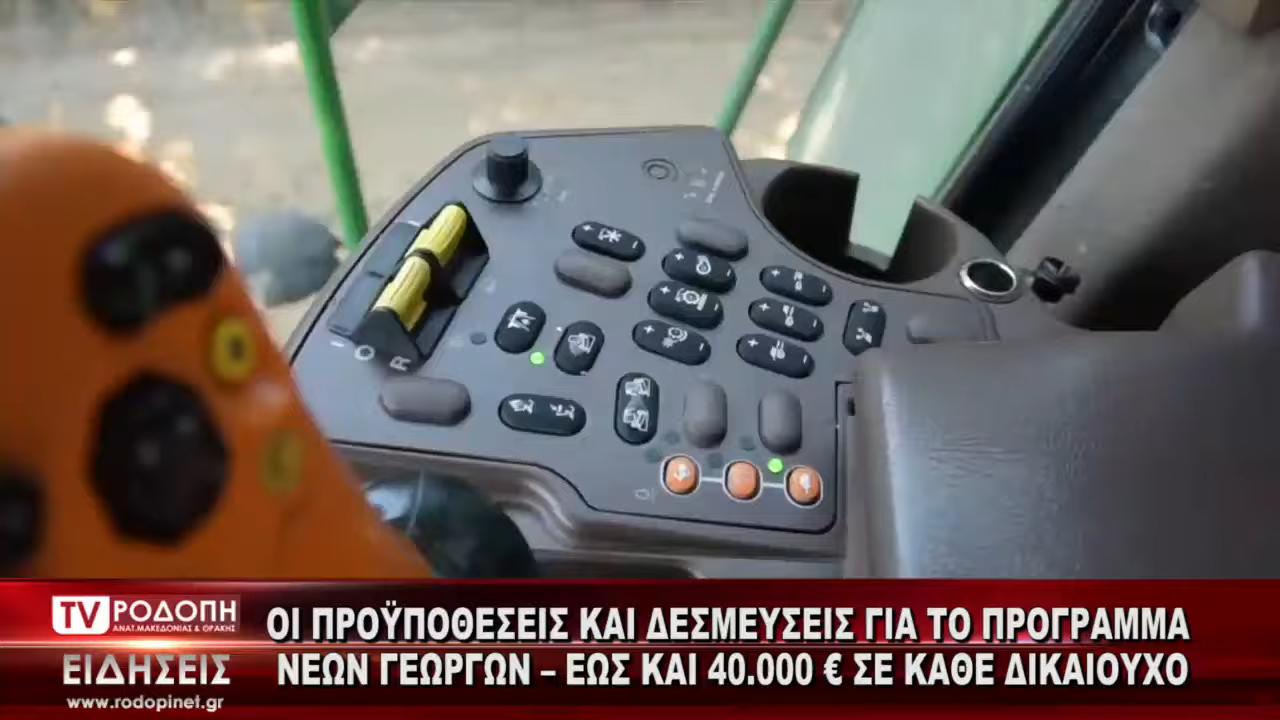 TV ΡΟΔΟΠΗ
ΑΝΑΤ.ΜΑΚΕΔΟΝΙΑΣ & ΘΡΑΚΗΣ
ΕΙΔΗΣΕΙΣ
www.rodopinet.gr
ΟΙ ΠΡΟΫΠΟΘΕΣΕΙΣ ΚΑΙ ΔΕΣΜΕΥΣΕΙΣ ΓΙΑ ΤΟ ΠΡΟΓΡΑΜΜΑ
ΝΕΩΝ ΓΕΩΡΓΩΝ – ΕΩΣ ΚΑΙ 40.000 € ΣΕ ΚΑΘΕ ΔΙΚΑΙΟΥΧΟ
I O R